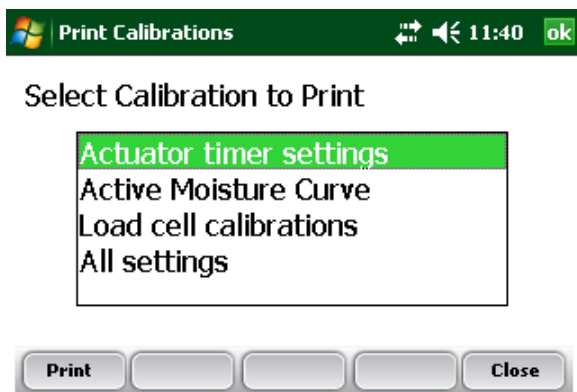 Print Calibrations 11:40 ok
Select Calibration to Print
Actuator timer settings
Active Moisture Curve
Load cell calibrations
All settings
Print Close